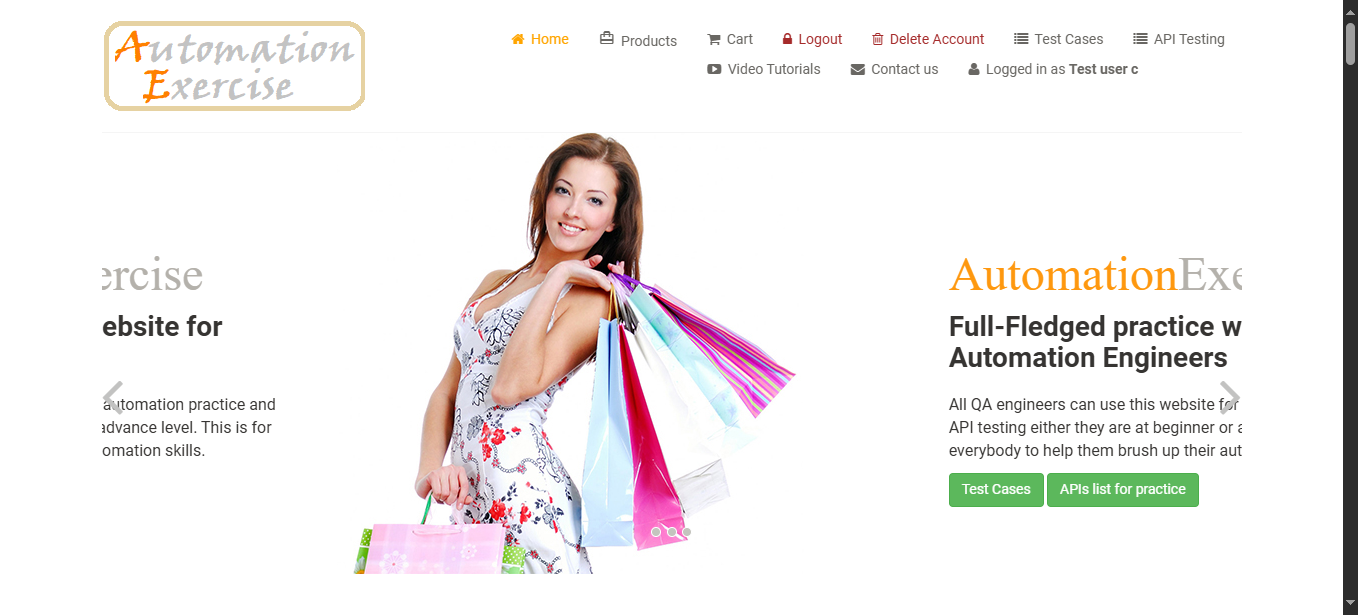 Automation
Exercise
Home
Products
Cart
Logout
Delete Account
Test Cases
API Testing
Video Tutorials
Contact us
Logged in as Test user c
ercise
ebsite for
automation practice and
advance level. This is for
omation skills.
AutomationExe
Full-Fledged practice w
Automation Engineers
All QA engineers can use this website for
API testing either they are at beginner or a
everybody to help them brush up their aut
Test Cases
APIs list for practice